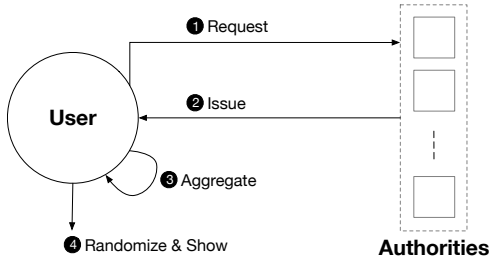 ❶ Request
❷ Issue
User
❸ Aggregate
❹ Randomize & Show
Authorities